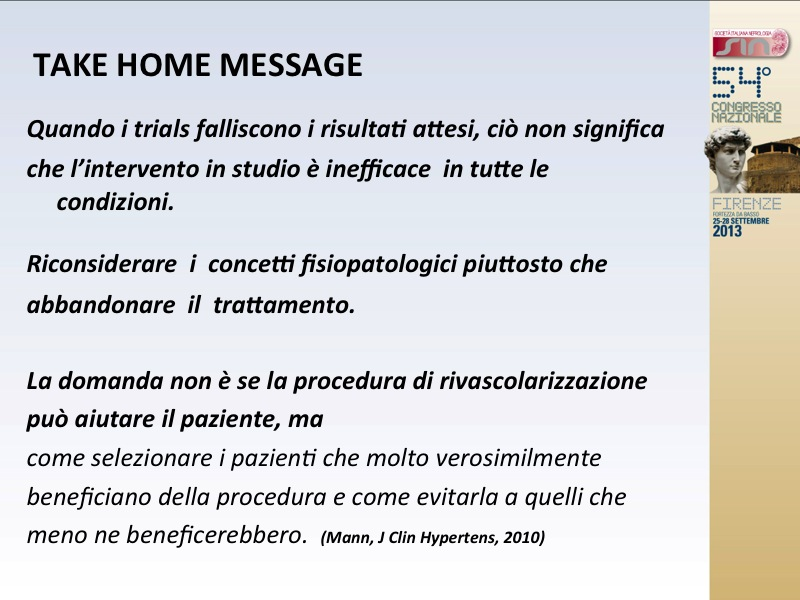 TAKE HOME MESSAGE
Quando i trials falliscono i risultati attesi, ciò non significa
che l’intervento in studio è inefficace in tutte le
condizioni.
Riconsiderare i concetti fisiopatologici piuttosto che
abbandonare il trattamento.
La domanda non è se la procedura di rivascolarizzazione
può aiutare il paziente, ma
come selezionare i pazienti che molto verosimilmente
beneficiano della procedura e come evitarla a quelli che
meno ne beneficerebbero. (Mann, J Clin Hypertens, 2010)
SOCIETÀ ITALIANA NEFROLOGIA
SIN
54°
CONGRESSO
NAZIONALE
FIRENZE
FORTEZZA DA BASSO
25-28 SETTEMBRE
2013